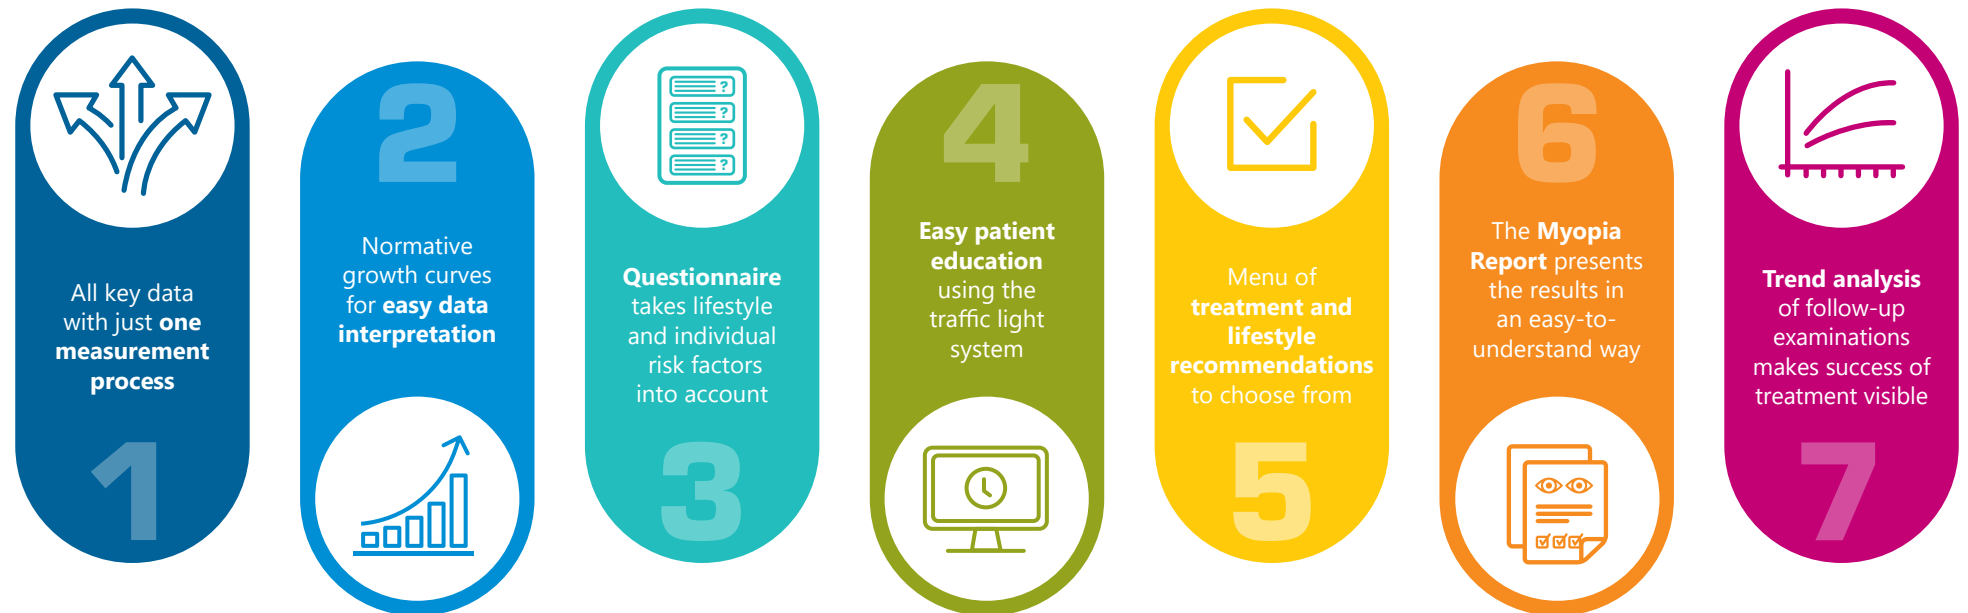 All key data
with just one
measurement
process
1
2
Normative
growth curves
for easy data
interpretation
?
?
?
?
Questionnaire
takes lifestyle
and individual
risk factors
into account
3
4
Easy patient
education
using the
traffic light
system
Menu of
treatment and
lifestyle
recommendations
to choose from
5
6
The Myopia
Report presents
the results in
an easy-to-
understand way
Trend analysis
of follow-up
examinations
makes success of
treatment visible
7